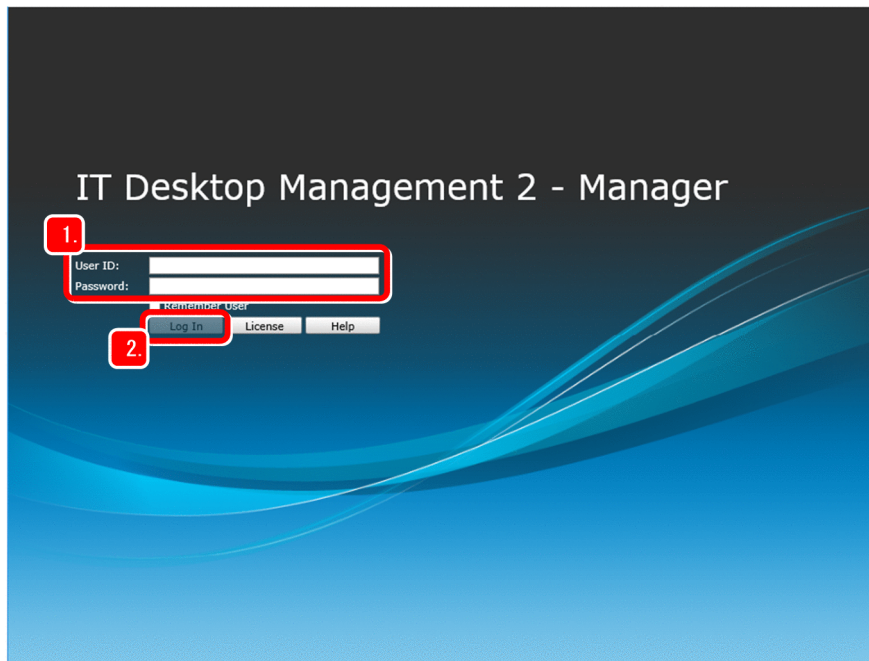 IT Desktop Management 2 - Manager
1.
User ID:
Password:
Remember User
2.
Log In License Help